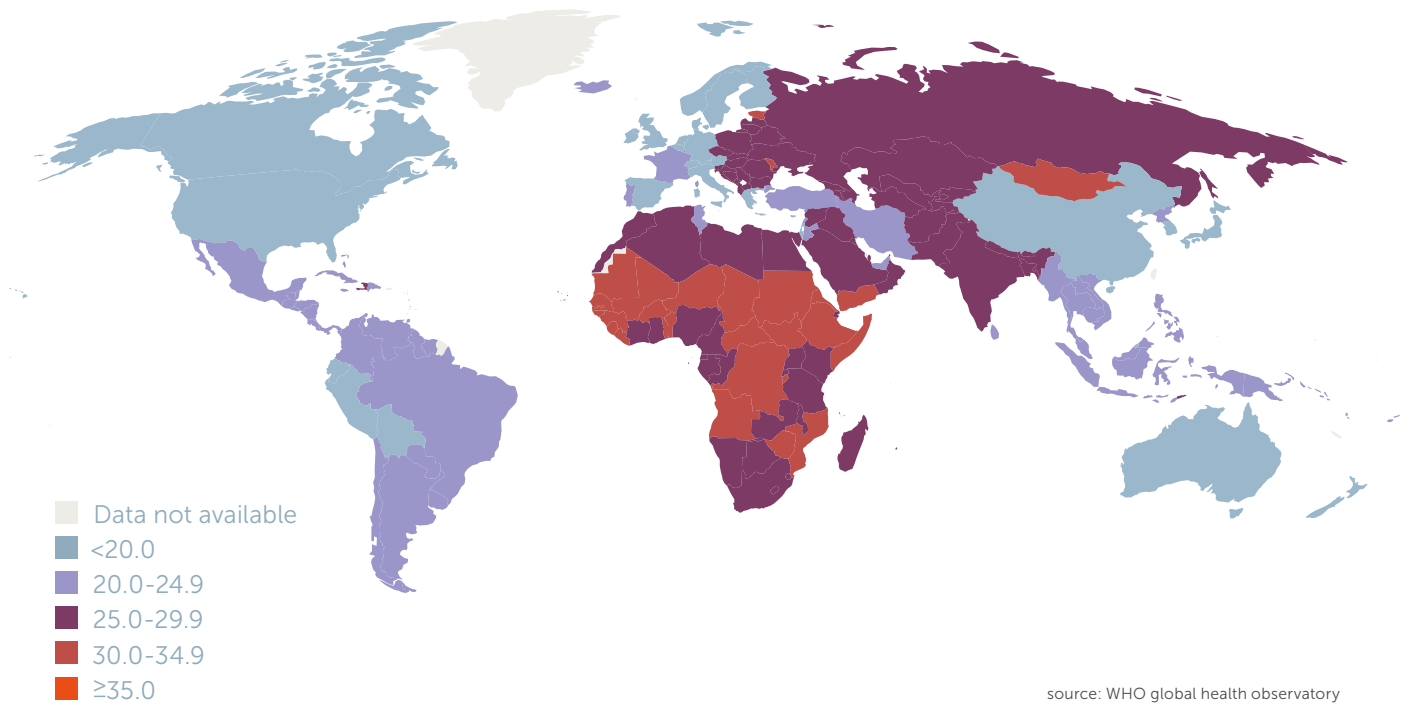 Data not available
<20.0
20.0-24.9
25.0-29.9
30.0-34.9
≥35.0
source: WHO global health observatory